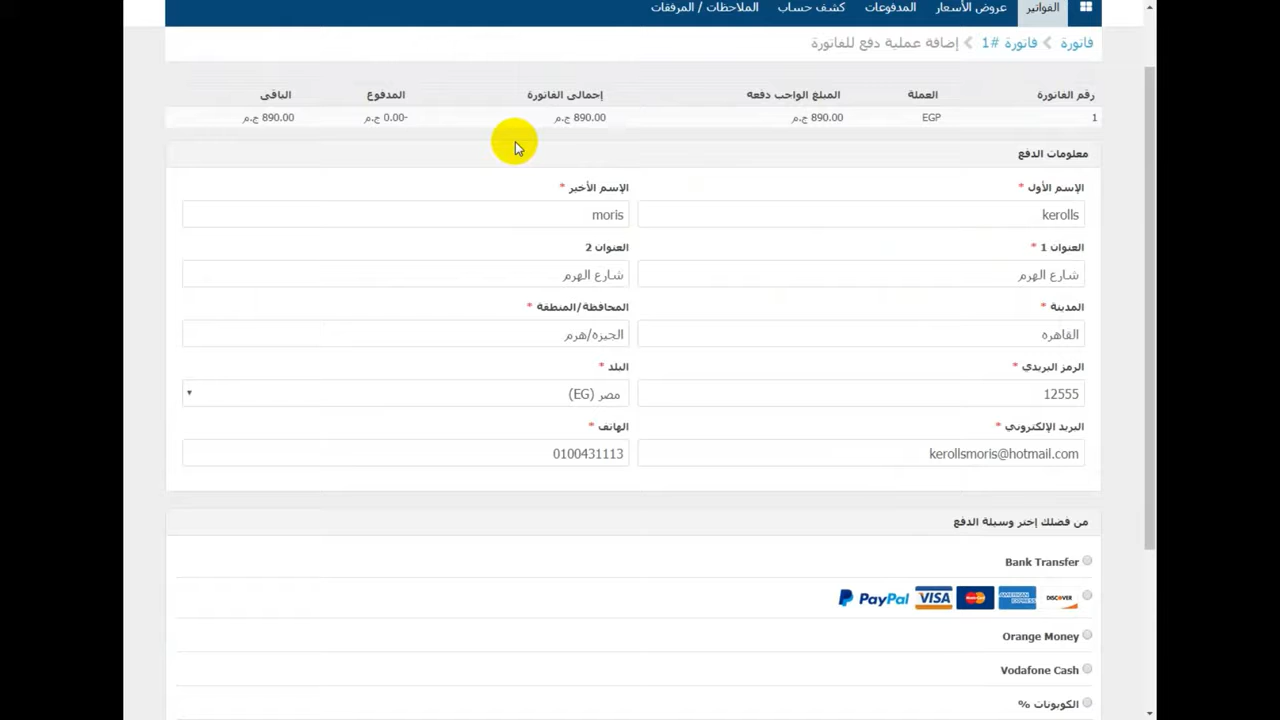 الفواتير عروض الأسعار المدفوعات كشف حساب الملاحظات / المرفقات
فاتورة فاتورة #1 إضافة عملية دفع للفاتورة
رقم الفاتورة العملة المبلغ الواجب دفعه إجمالي الفاتورة المدفوع الباقي
1 EGP 890.00 ج.م 890.00 ج.م -0.00 ج.م 890.00 ج.م
معلومات الدفع
الإسم الأول * الإسم الأخير *
kerolls moris
العنوان 1 * العنوان 2
شارع الهرم شارع الهرم
المدينة * المحافظة/المنطقة *
القاهره الجيزه/هرم
الرمز البريدي * البلد *
12555 مصر (EG)
البريد الإلكتروني * الهاتف *
kerollsmoris@hotmail.com 0100431113
من فضلك إختر وسيلة الدفع
Bank Transfer
PayPal VISA MasterCard AMERICAN EXPRESS DISCOVER
Orange Money
Vodafone Cash
الكوبونات %